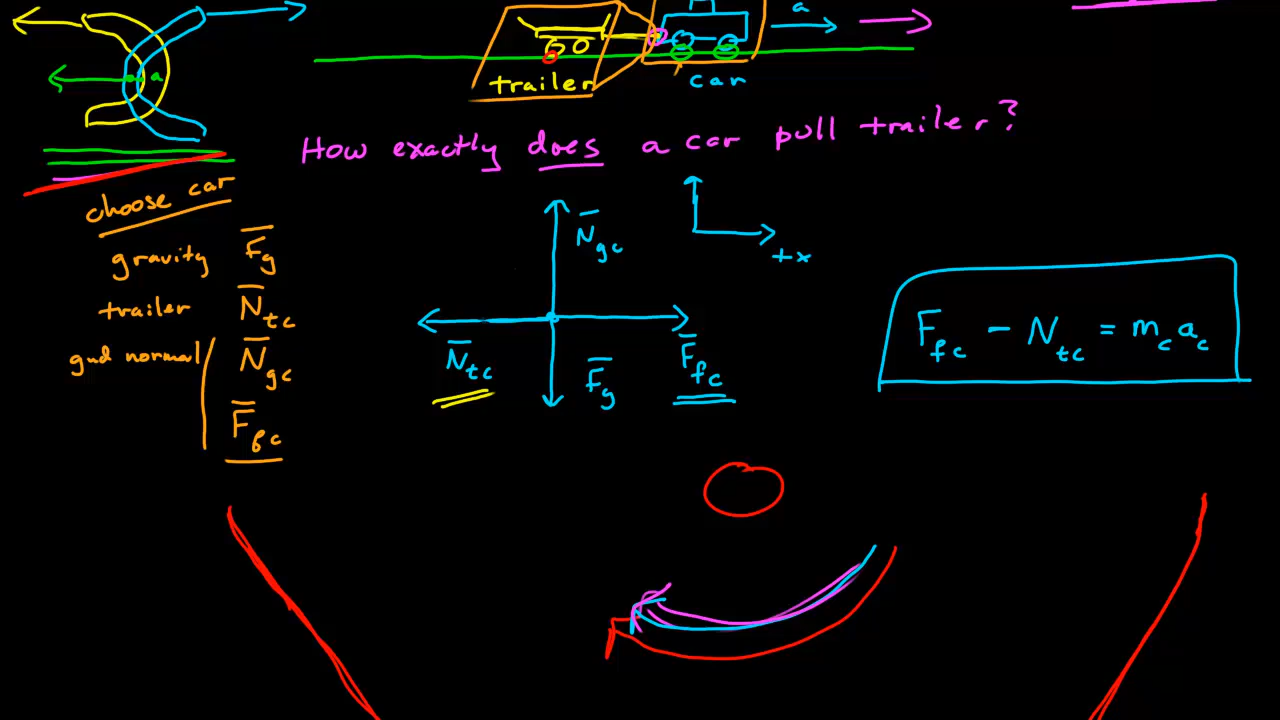 a
a
trailer
car
How exactly does a car pull trailer?
choose car
gravity F̅g
trailer N̅tc
gnd normal N̅gc
F̅fc
N̅gc
+x
N̅tc
F̅g
F̅fc
Ffc - Ntc = mcac